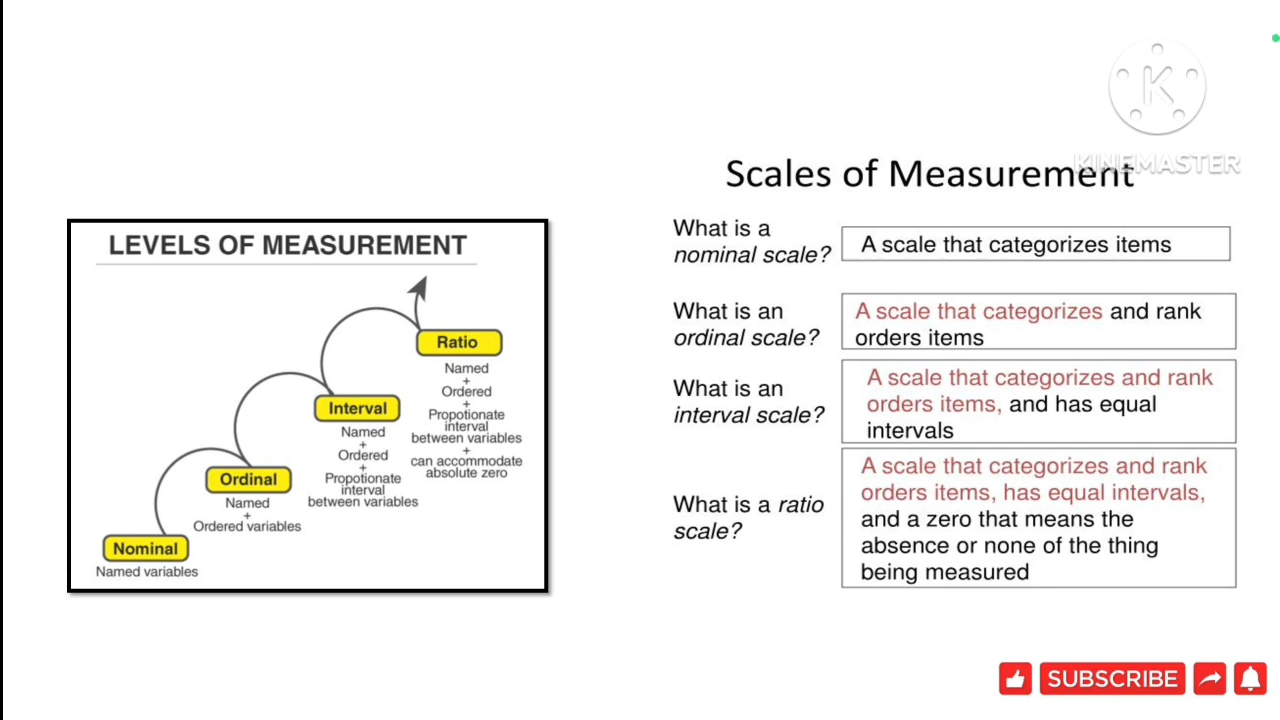 KINEMASTER
Scales of Measurement
What is a
nominal scale?
A scale that categorizes items
What is an
ordinal scale?
A scale that categorizes and rank
orders items
What is an
interval scale?
A scale that categorizes and rank
orders items, and has equal
intervals
What is a ratio
scale?
A scale that categorizes and rank
orders items, has equal intervals,
and a zero that means the
absence or none of the thing
being measured
LEVELS OF MEASUREMENT
Ratio
Named
+
Ordered
+
Propotionate
interval
between variables
+
can accommodate
absolute zero
Interval
Named
+
Ordered
+
Propotionate
interval
between variables
Ordinal
Named
+
Ordered variables
Nominal
Named variables
SUBSCRIBE